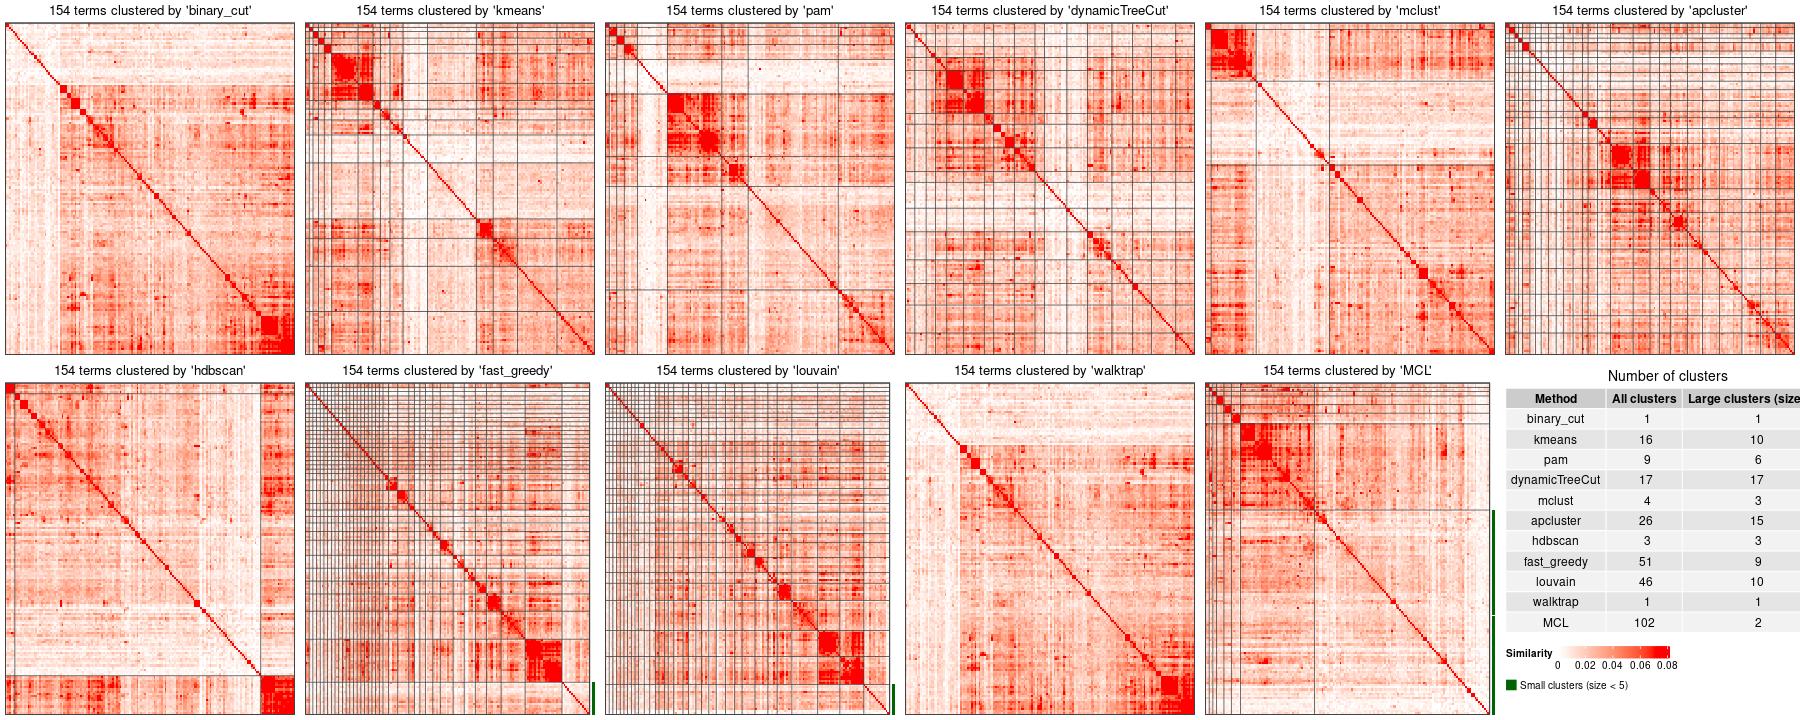 154 terms clustered by 'binary_cut'
154 terms clustered by 'kmeans'
154 terms clustered by 'pam'
154 terms clustered by 'dynamicTreeCut'
154 terms clustered by 'mclust'
154 terms clustered by 'apcluster'
154 terms clustered by 'hdbscan'
154 terms clustered by 'fast_greedy'
154 terms clustered by 'louvain'
154 terms clustered by 'walktrap'
154 terms clustered by 'MCL'
Number of clusters
Method All clusters Large clusters (size
binary_cut 1 1
kmeans 16 10
pam 9 6
dynamicTreeCut 17 17
mclust 4 3
apcluster 26 15
hdbscan 3 3
fast_greedy 51 9
louvain 46 10
walktrap 1 1
MCL 102 2
Similarity
0 0.02 0.04 0.06 0.08
Small clusters (size < 5)